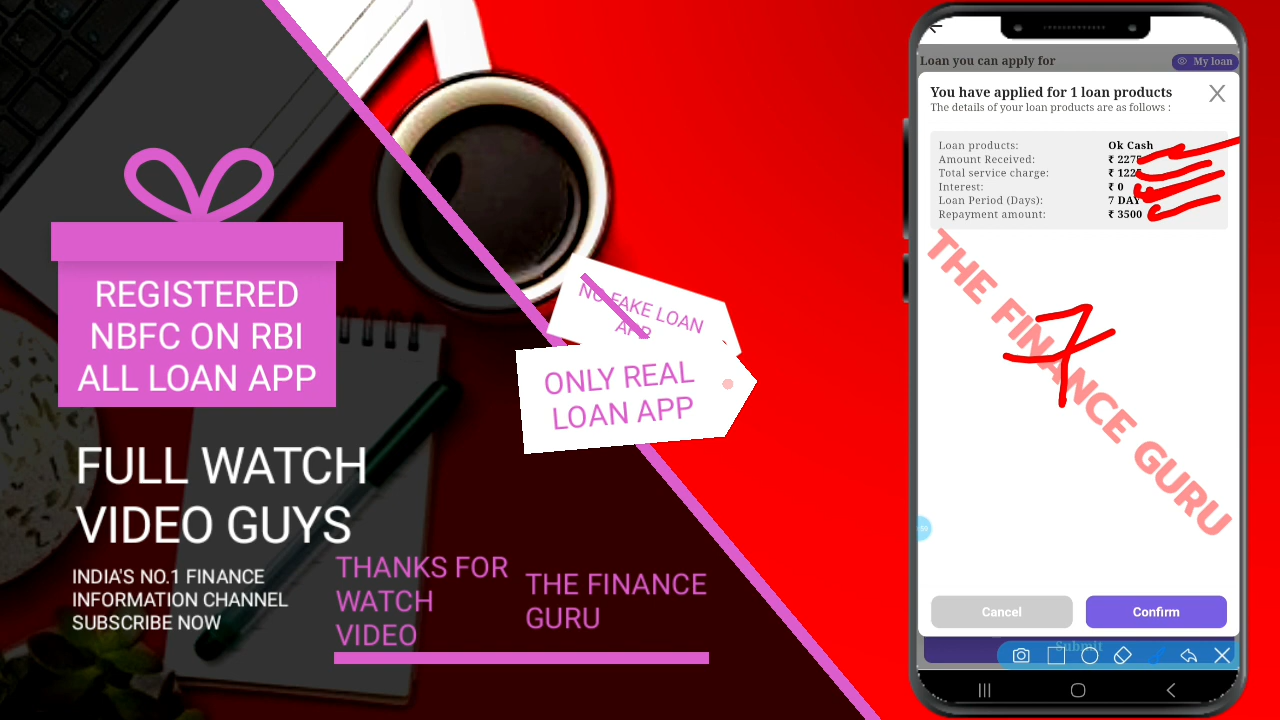 REGISTERED
NBFC ON RBI
ALL LOAN APP
FULL WATCH
VIDEO GUYS
INDIA'S NO.1 FINANCE
INFORMATION CHANNEL
SUBSCRIBE NOW
THANKS FOR
WATCH
VIDEO
THE FINANCE
GURU
NO FAKE LOAN
APP
ONLY REAL
LOAN APP
Loan you can apply for
My loan
You have applied for 1 loan products
The details of your loan products are as follows :
Loan products: Ok Cash
Amount Received: ₹ 2275
Total service charge: ₹ 1225
Interest: ₹ 0
Loan Period (Days): 7 DAY
Repayment amount: ₹ 3500
THE FINANCE GURU
7
Cancel
Confirm
Submit